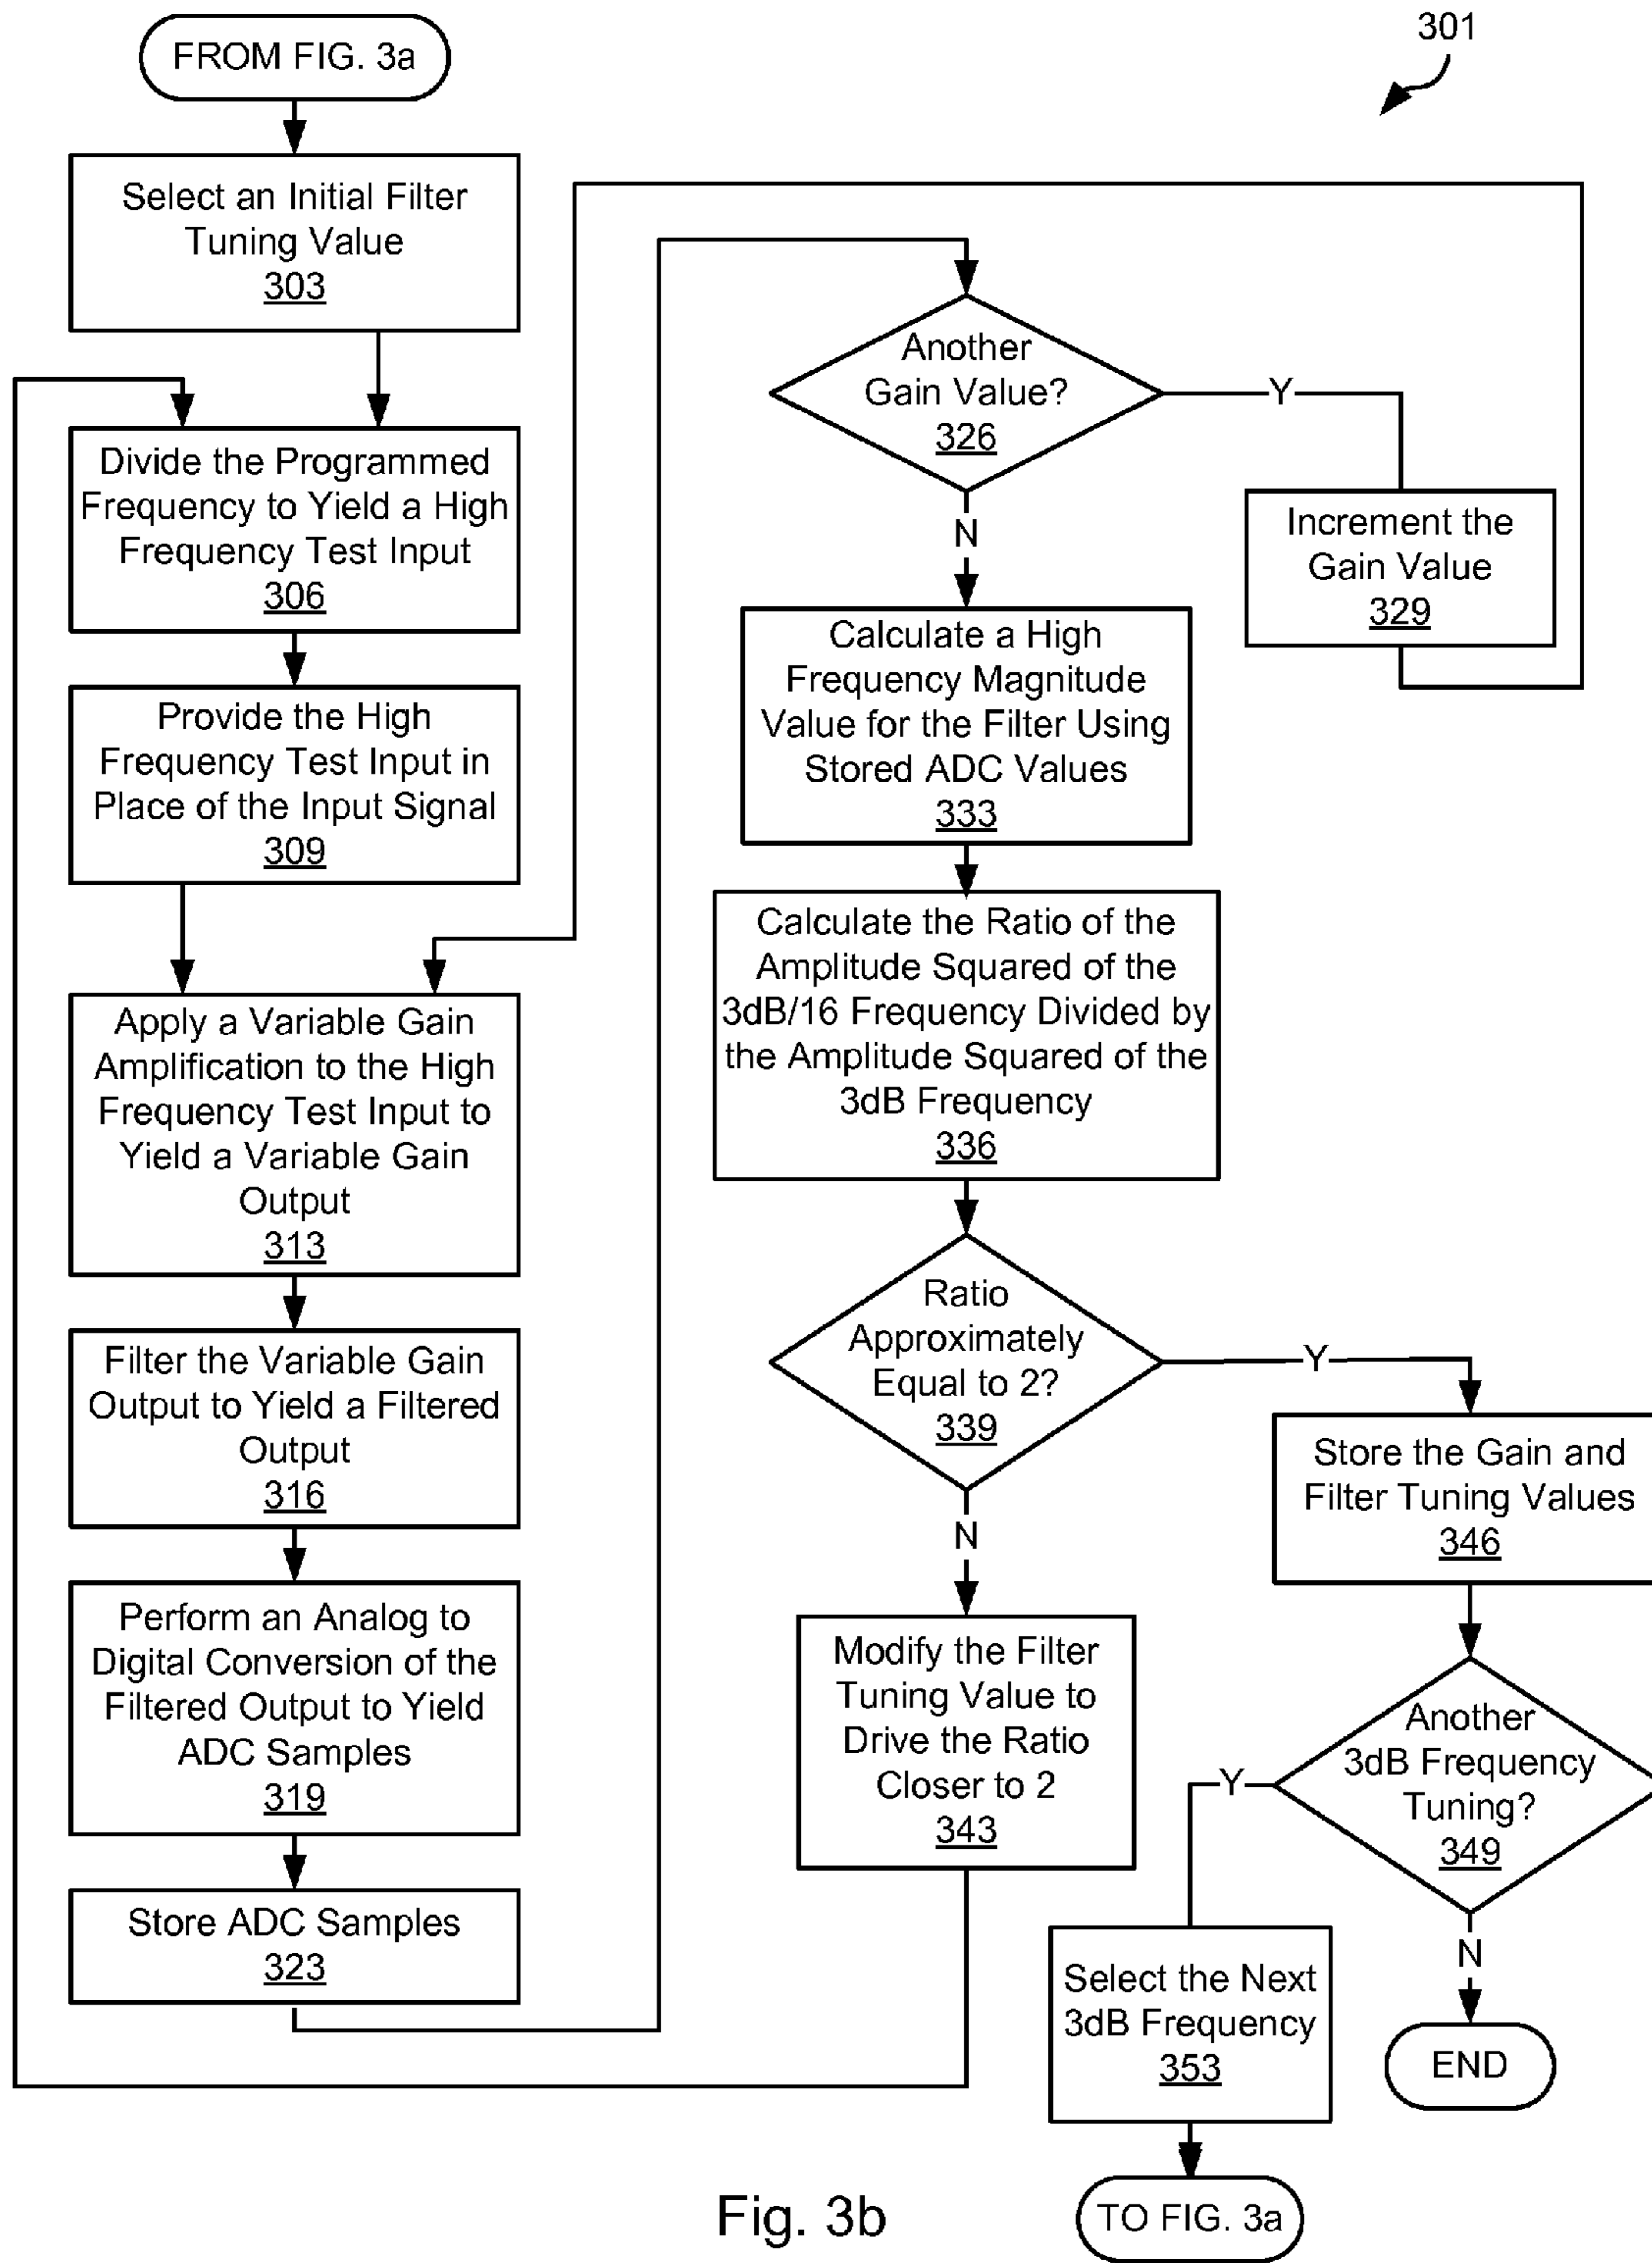 FROM FIG. 3a
301
Select an Initial Filter
Tuning Value
303
Divide the Programmed
Frequency to Yield a High
Frequency Test Input
306
Provide the High
Frequency Test Input in
Place of the Input Signal
309
Apply a Variable Gain
Amplification to the High
Frequency Test Input to
Yield a Variable Gain
Output
313
Filter the Variable Gain
Output to Yield a Filtered
Output
316
Perform an Analog to
Digital Conversion of the
Filtered Output to Yield
ADC Samples
319
Store ADC Samples
323
Another
Gain Value?
326
Y
N
Increment the
Gain Value
329
Calculate a High
Frequency Magnitude
Value for the Filter Using
Stored ADC Values
333
Calculate the Ratio of the
Amplitude Squared of the
3dB/16 Frequency Divided by
the Amplitude Squared of the
3dB Frequency
336
Ratio
Approximately
Equal to 2?
339
Y
N
Modify the Filter
Tuning Value to
Drive the Ratio
Closer to 2
343
Store the Gain and
Filter Tuning Values
346
Another
3dB Frequency
Tuning?
349
Y
N
Select the Next
3dB Frequency
353
END
TO FIG. 3a
Fig. 3b